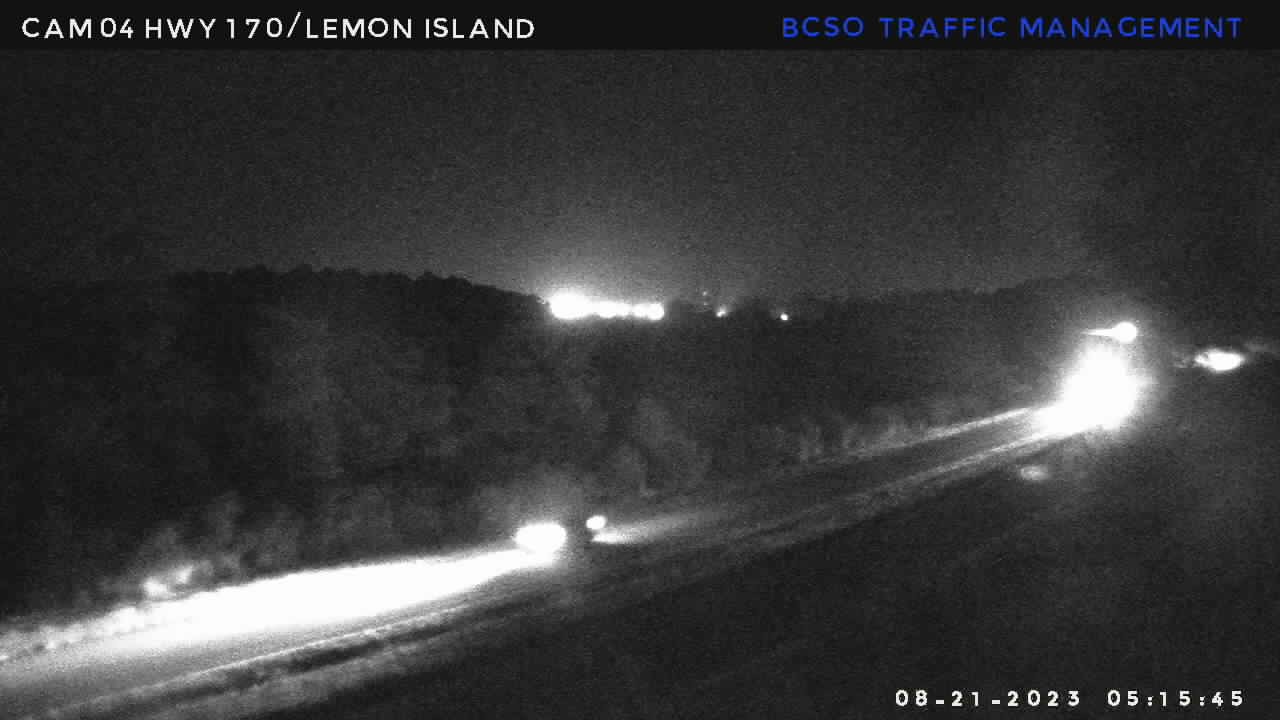 CAM04 HWY 170/LEMON ISLAND
BCSO TRAFFIC MANAGEMENT
08-21-2023 05:15:45